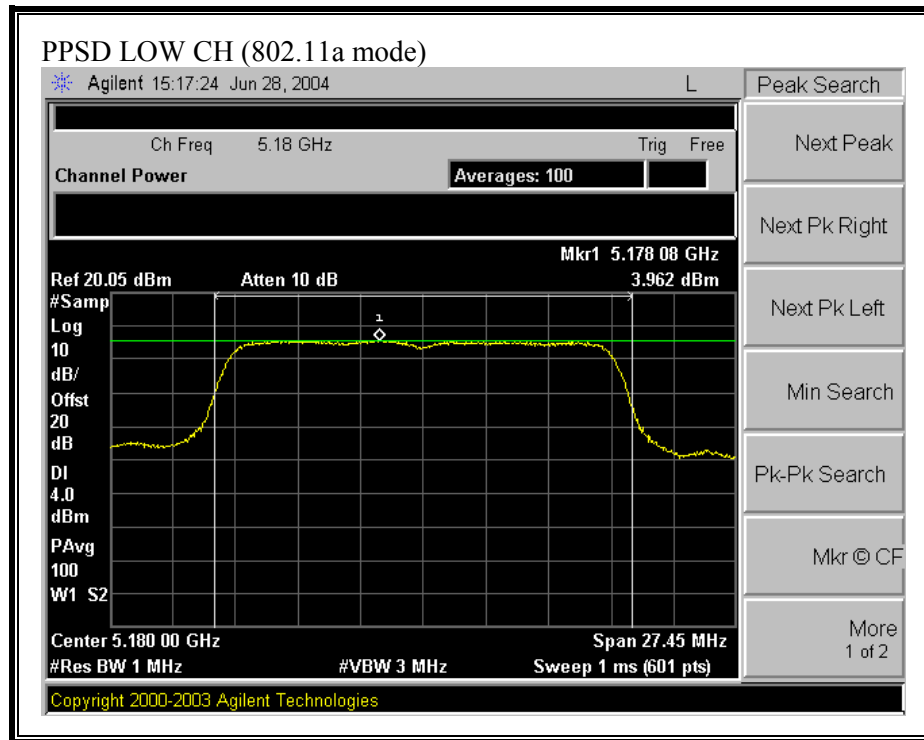 PPSD LOW CH (802.11a mode)
Agilent 15:17:24 Jun 28, 2004 L
Peak Search
Ch Freq 5.18 GHz Trig Free
Channel Power Averages: 100
Mkr1 5.178 08 GHz
Ref 20.05 dBm Atten 10 dB 3.962 dBm
#Samp
Log
10
dB/
Offst
20
dB
DI
4.0
dBm
PAvg
100
W1 S2
1
Center 5.180 00 GHz Span 27.45 MHz
#Res BW 1 MHz #VBW 3 MHz Sweep 1 ms (601 pts)
Copyright 2000-2003 Agilent Technologies
Next Peak
Next Pk Right
Next Pk Left
Min Search
Pk-Pk Search
Mkr © CF
More
1 of 2